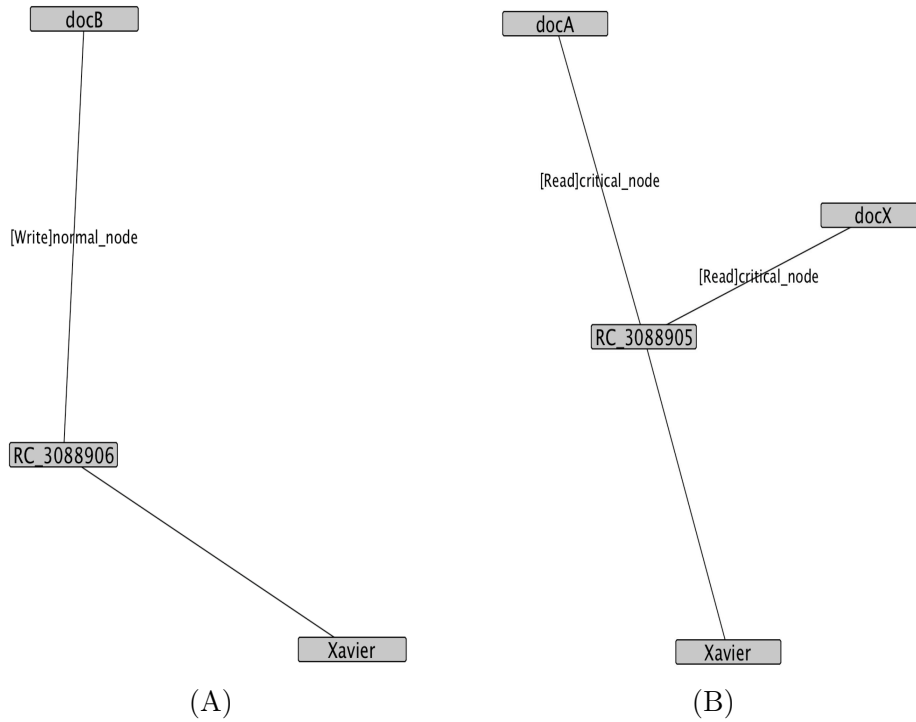 docB
[Write]normal_node
RC_3088906
Xavier
(A)
docA
[Read]critical_node
docX
[Read]critical_node
RC_3088905
Xavier
(B)